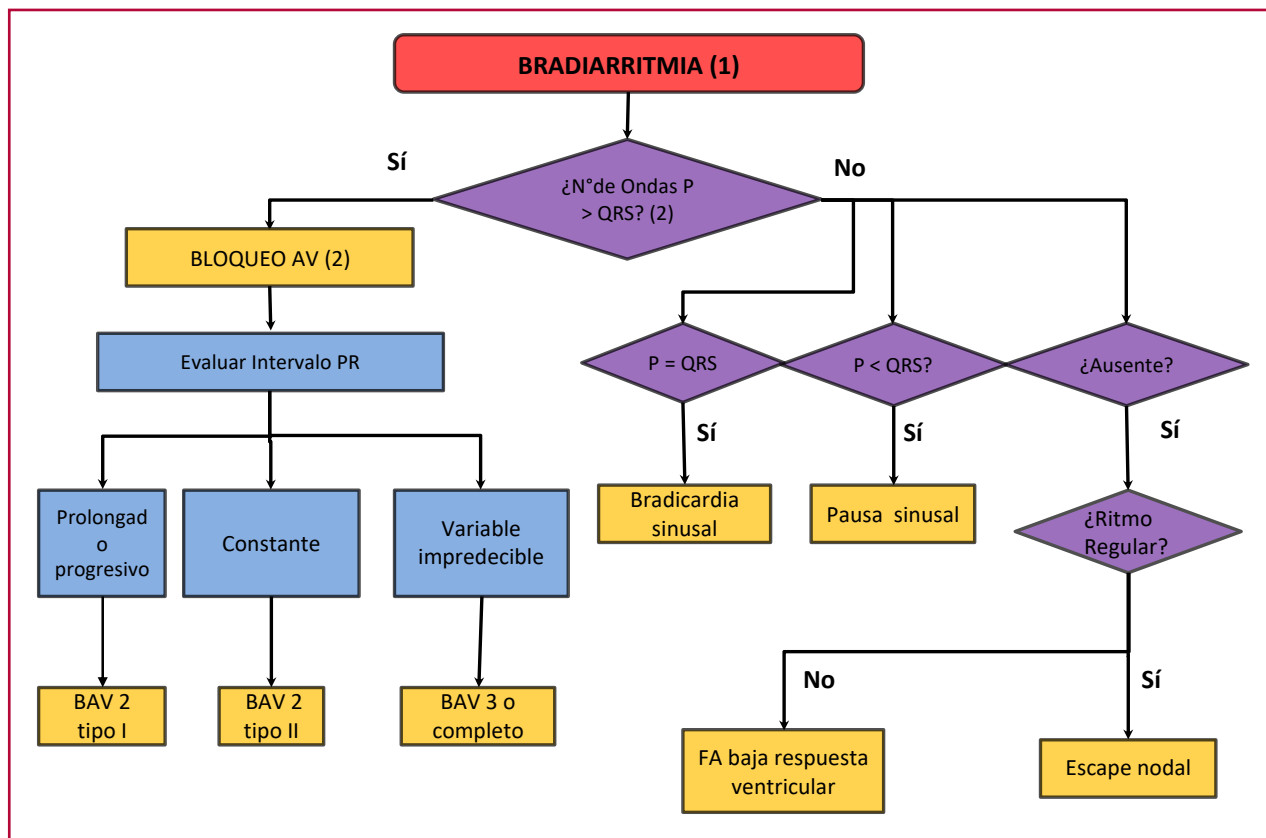 BRADIARRITMIA (1)
Sí
No
¿N°de Ondas P
> QRS? (2)
BLOQUEO AV (2)
Evaluar Intervalo PR
P = QRS
P < QRS?
¿Ausente?
Sí
Sí
Sí
Prolongad
o
progresivo
Constante
Variable
impredecible
Bradicardia
sinusal
Pausa sinusal
¿Ritmo
Regular?
No
Sí
BAV 2
tipo I
BAV 2
tipo II
BAV 3 o
completo
FA baja respuesta
ventricular
Escape nodal